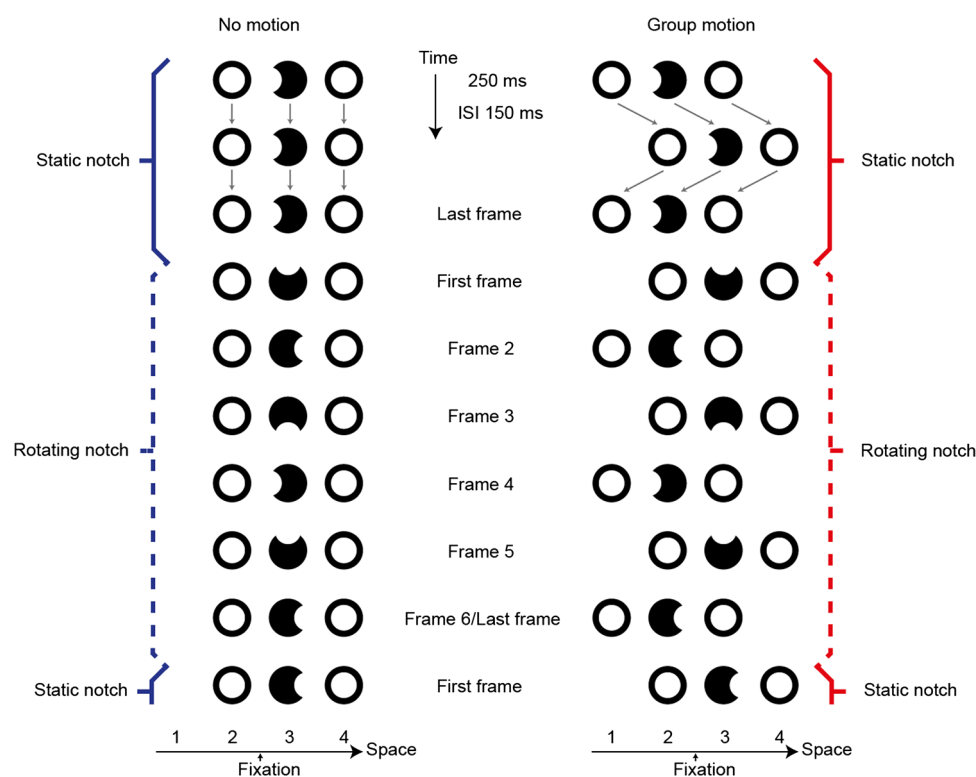 No motion
Group motion
Time
250 ms
ISI 150 ms
Static notch
Static notch
Last frame
First frame
Frame 2
Frame 3
Rotating notch
Rotating notch
Frame 4
Frame 5
Frame 6/Last frame
Static notch
First frame
Static notch
1 2 3 4 Space
Fixation
1 2 3 4 Space
Fixation